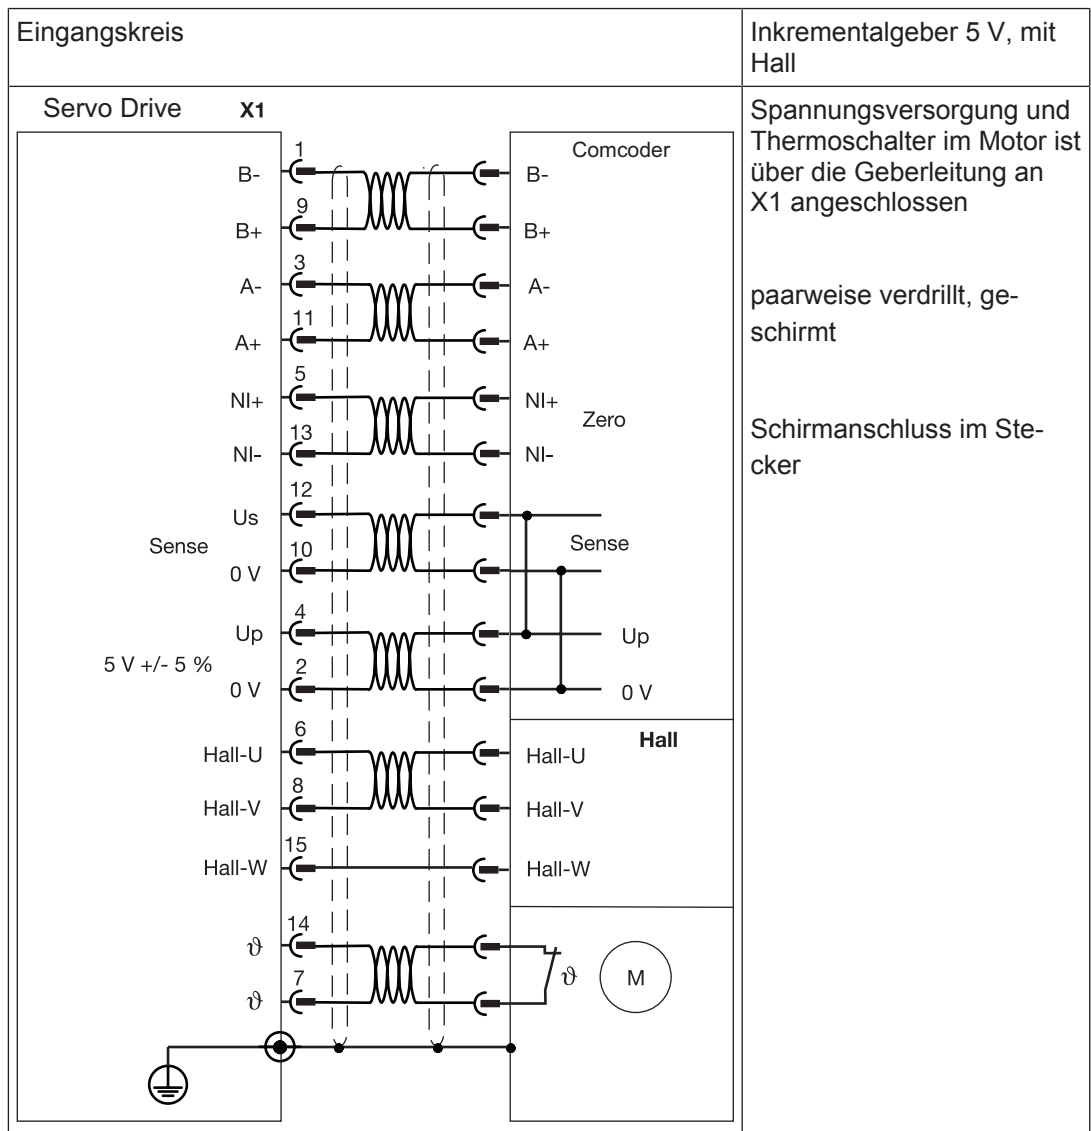 Eingangskreis
Inkrementalgeber 5 V, mit
Hall
Servo Drive X1
Comcoder
1
B- B-
9
B+ B+
3
A- A-
11
A+ A+
5
NI+ NI+
Zero
13
NI- NI-
12
Us
Sense Sense
10
0 V
4
Up Up
5 V +/- 5 %
2
0 V 0 V
Hall
6
Hall-U Hall-U
8
Hall-V Hall-V
15
Hall-W Hall-W
14
ϑ
7
ϑ
ϑ M
Spannungsversorgung und
Thermoschalter im Motor ist
über die Geberleitung an
X1 angeschlossen
paarweise verdrillt, ge-
schirmt
Schirmanschluss im Ste-
cker